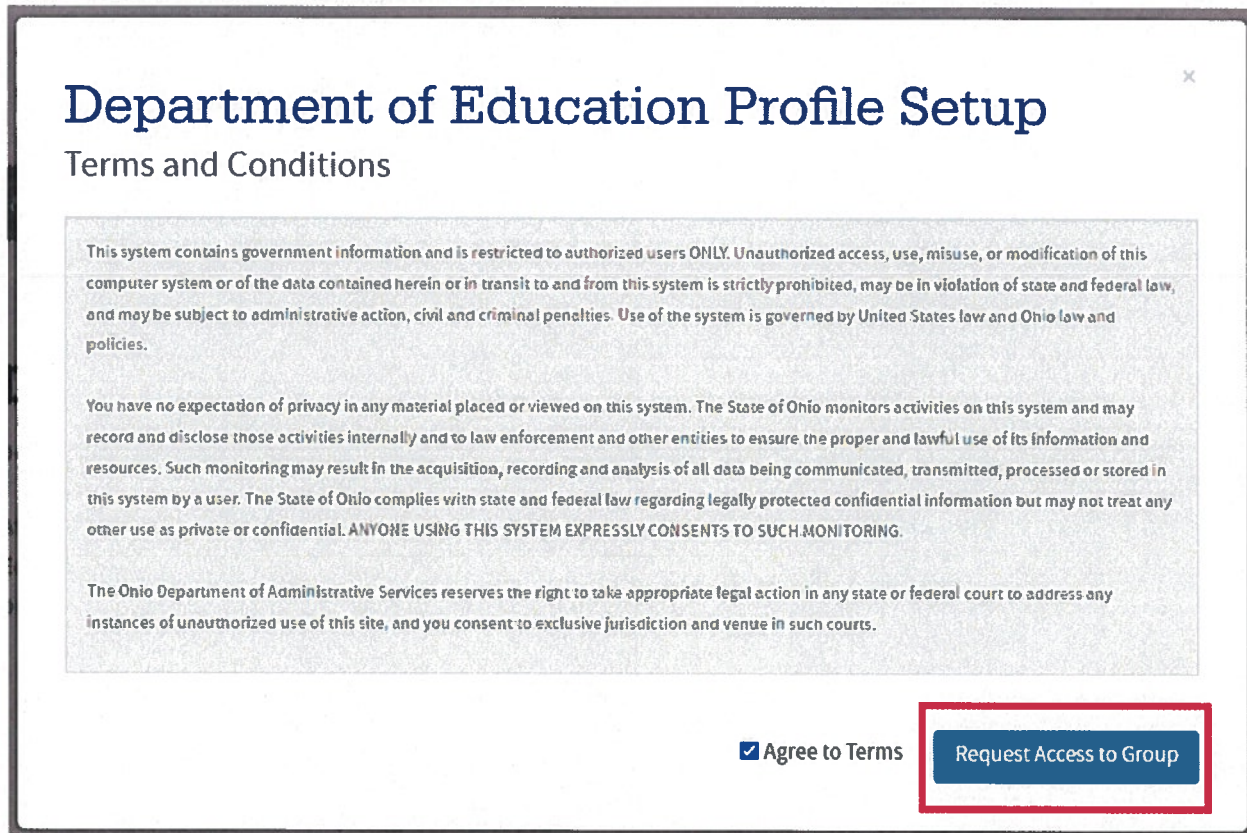 ×
Department of Education Profile Setup
Terms and Conditions
This system contains government information and is restricted to authorized users ONLY. Unauthorized access, use, misuse, or modification of this
computer system or of the data contained herein or in transit to and from this system is strictly prohibited, may be in violation of state and federal law,
and may be subject to administrative action, civil and criminal penalties. Use of the system is governed by United States law and Ohio law and
policies.
You have no expectation of privacy in any material placed or viewed on this system. The State of Ohio monitors activities on this system and may
record and disclose those activities internally and to law enforcement and other entities to ensure the proper and lawful use of its information and
resources. Such monitoring may result in the acquisition, recording and analysis of all data being communicated, transmitted, processed or stored in
this system by a user. The State of Ohio complies with state and federal law regarding legally protected confidential information but may not treat any
other use as private or confidential. ANYONE USING THIS SYSTEM EXPRESSLY CONSENTS TO SUCH MONITORING.
The Ohio Department of Administrative Services reserves the right to take appropriate legal action in any state or federal court to address any
instances of unauthorized use of this site, and you consent to exclusive jurisdiction and venue in such courts.
Agree to Terms
Request Access to Group